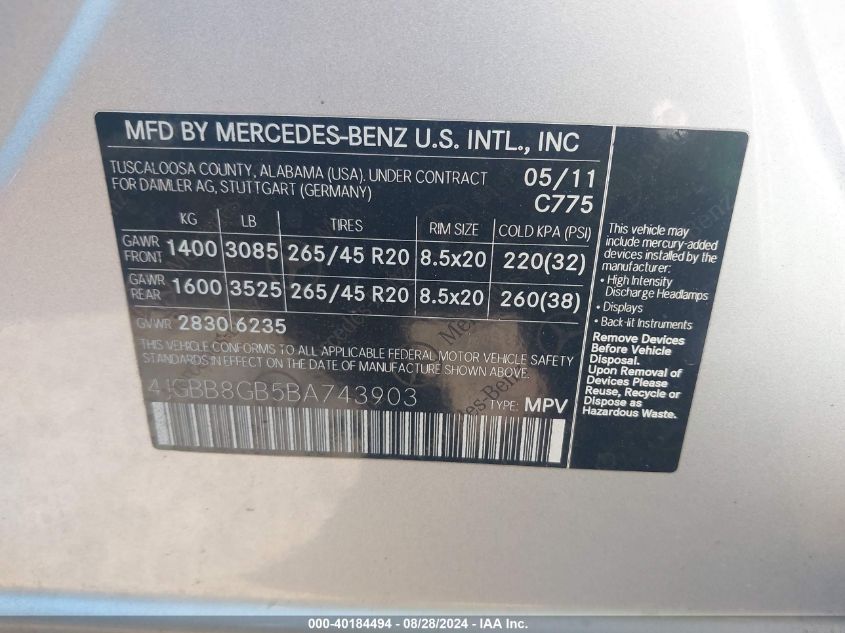 MFD BY MERCEDES-BENZ U.S. INTL., INC
TUSCALOOSA COUNTY, ALABAMA (USA). UNDER CONTRACT
FOR DAIMLER AG, STUTTGART (GERMANY)
05/11
C775
KG LB TIRES RIM SIZE COLD KPA (PSI)
GAWR FRONT 1400 3085 265/45 R20 8.5x20 220(32)
GAWR REAR 1600 3525 265/45 R20 8.5x20 260(38)
GVWR 2830 6235
THIS VEHICLE CONFORMS TO ALL APPLICABLE FEDERAL MOTOR VEHICLE SAFETY
STANDARDS IN EFFECT ON THE DATE OF MANUFACTURE SHOWN ABOVE.
4JGBB8GB5BA743903
TYPE: MPV
This vehicle may
include mercury-added
devices installed by the
manufacturer:
• High Intensity
Discharge Headlamps
• Displays
• Back-lit Instruments
Remove Devices
Before Vehicle
Disposal.
Upon Removal of
Devices Please
Reuse, Recycle or
Dispose as
Hazardous Waste.
000-40184494 - 08/28/2024 - IAA Inc.